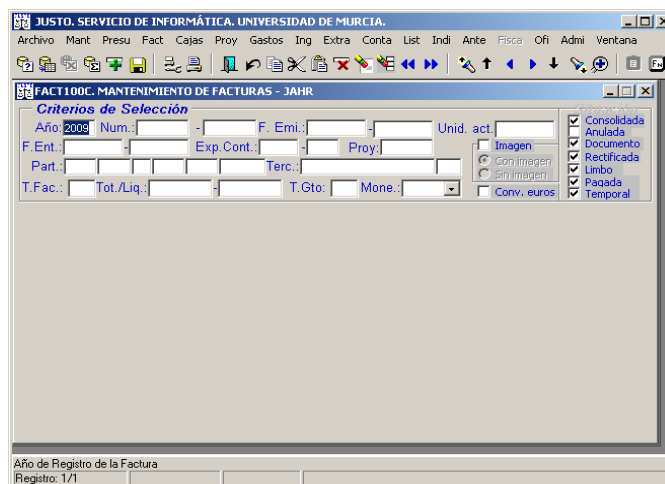 JUSTO. SERVICIO DE INFORMÁTICA. UNIVERSIDAD DE MURCIA.
Archivo Mant Presu Fact Cajas Proy Gastos Ing Extra Conta List Indi Ante Fisca Ofi Admi Ventana
FACT100C. MANTENIMIENTO DE FACTURAS - JAHR
Criterios de Selección
Año: 2009 Num.: - F. Emi.: - Unid. act.
F.Ent.: - Exp.Cont.: - Proy:
Part.: Terc.:
T.Fac.: Tot./Liq.: - T.Gto: Mone.:
Imagen
Con imagen
Sin imagen
Conv. euros
Consolidada
Anulada
Documento
Rectificada
Limbo
Pagada
Temporal
Año de Registro de la Factura
Registro: 1/1